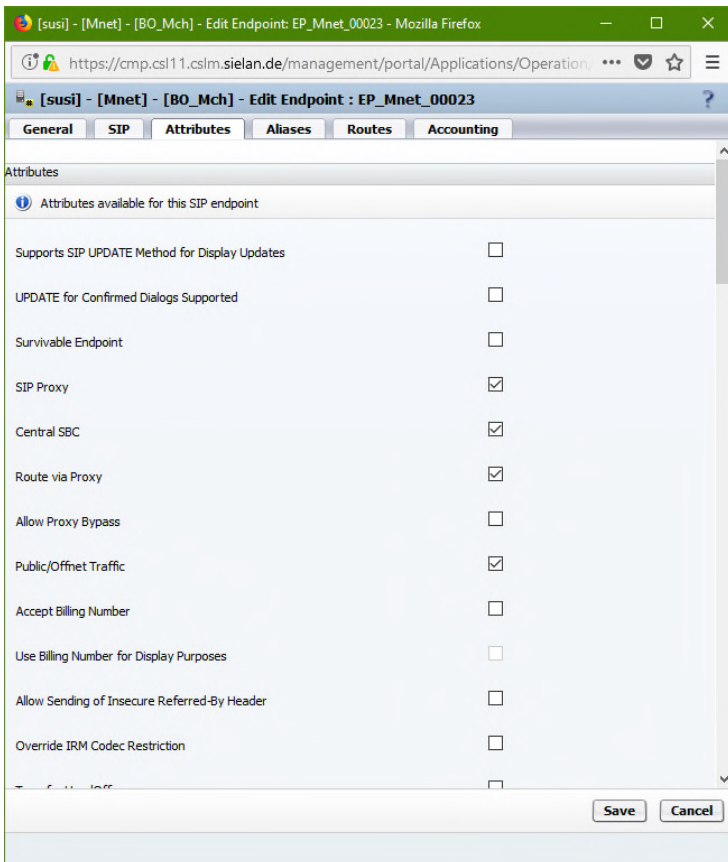 [susi] - [Mnet] - [BO_Mch] - Edit Endpoint: EP_Mnet_00023 - Mozilla Firefox
https://cmp.csl11.cslm.sielan.de/management/portal/Applications/Operation
[susi] - [Mnet] - [BO_Mch] - Edit Endpoint : EP_Mnet_00023 ?
General SIP Attributes Aliases Routes Accounting
Attributes
Attributes available for this SIP endpoint
Supports SIP UPDATE Method for Display Updates
UPDATE for Confirmed Dialogs Supported
Survivable Endpoint
SIP Proxy
Central SBC
Route via Proxy
Allow Proxy Bypass
Public/Offnet Traffic
Accept Billing Number
Use Billing Number for Display Purposes
Allow Sending of Insecure Referred-By Header
Override IRM Codec Restriction
Save Cancel